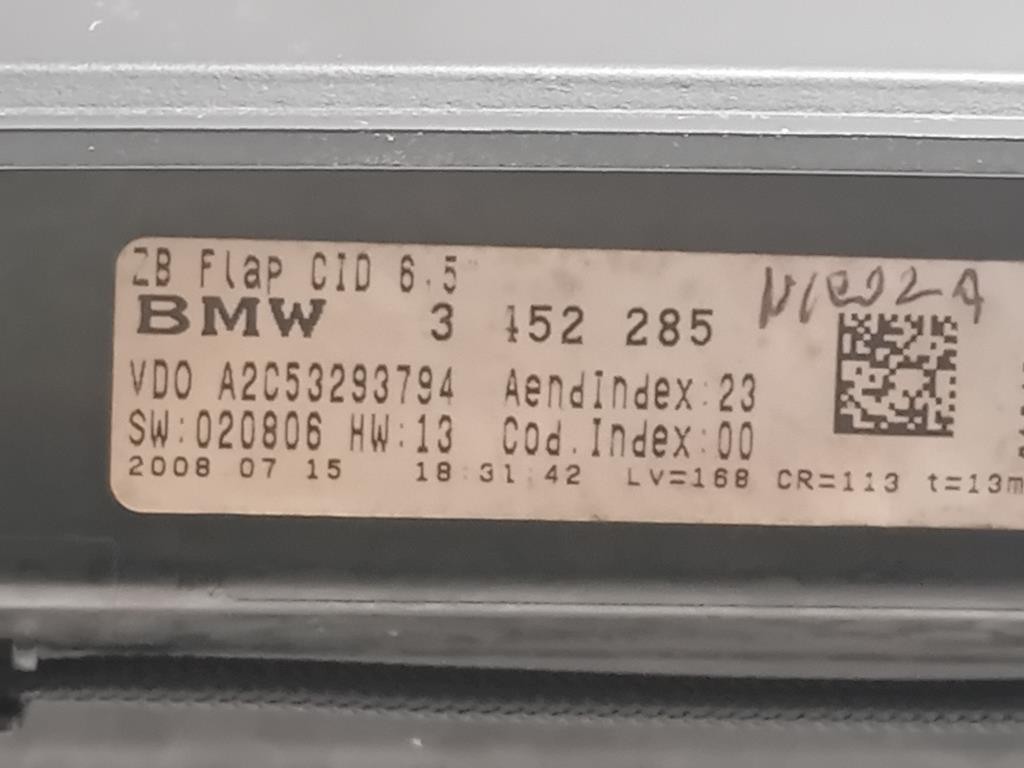 ZB Flap CID 6.5"
BMW 3 452 285
VDO A2C53293794 AendIndex:23
SW:020806 HW:13 Cod.Index:00
2008 07 15 18:31:42 LV=168 CR=113 t=13m